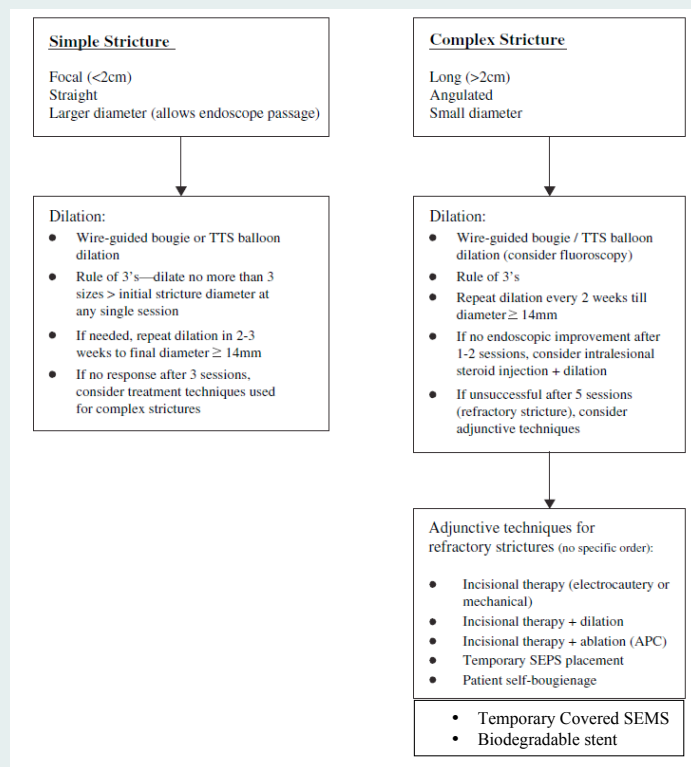 Simple Stricture
Focal (<2cm)
Straight
Larger diameter (allows endoscope passage)
Dilation:
● Wire-guided bougie or TTS balloon
dilation
● Rule of 3's—dilate no more than 3
sizes > initial stricture diameter at
any single session
● If needed, repeat dilation in 2-3
weeks to final diameter ≥ 14mm
● If no response after 3 sessions,
consider treatment techniques used
for complex strictures
Complex Stricture
Long (>2cm)
Angulated
Small diameter
Dilation:
● Wire-guided bougie / TTS balloon
dilation (consider fluoroscopy)
● Rule of 3's
● Repeat dilation every 2 weeks till
diameter ≥ 14mm
● If no endoscopic improvement after
1-2 sessions, consider intralesional
steroid injection + dilation
● If unsuccessful after 5 sessions
(refractory stricture), consider
adjunctive techniques
Adjunctive techniques for
refractory strictures (no specific order):
● Incisional therapy (electrocautery or
mechanical)
● Incisional therapy + dilation
● Incisional therapy + ablation (APC)
● Temporary SEPS placement
● Patient self-bougienage
• Temporary Covered SEMS
• Biodegradable stent